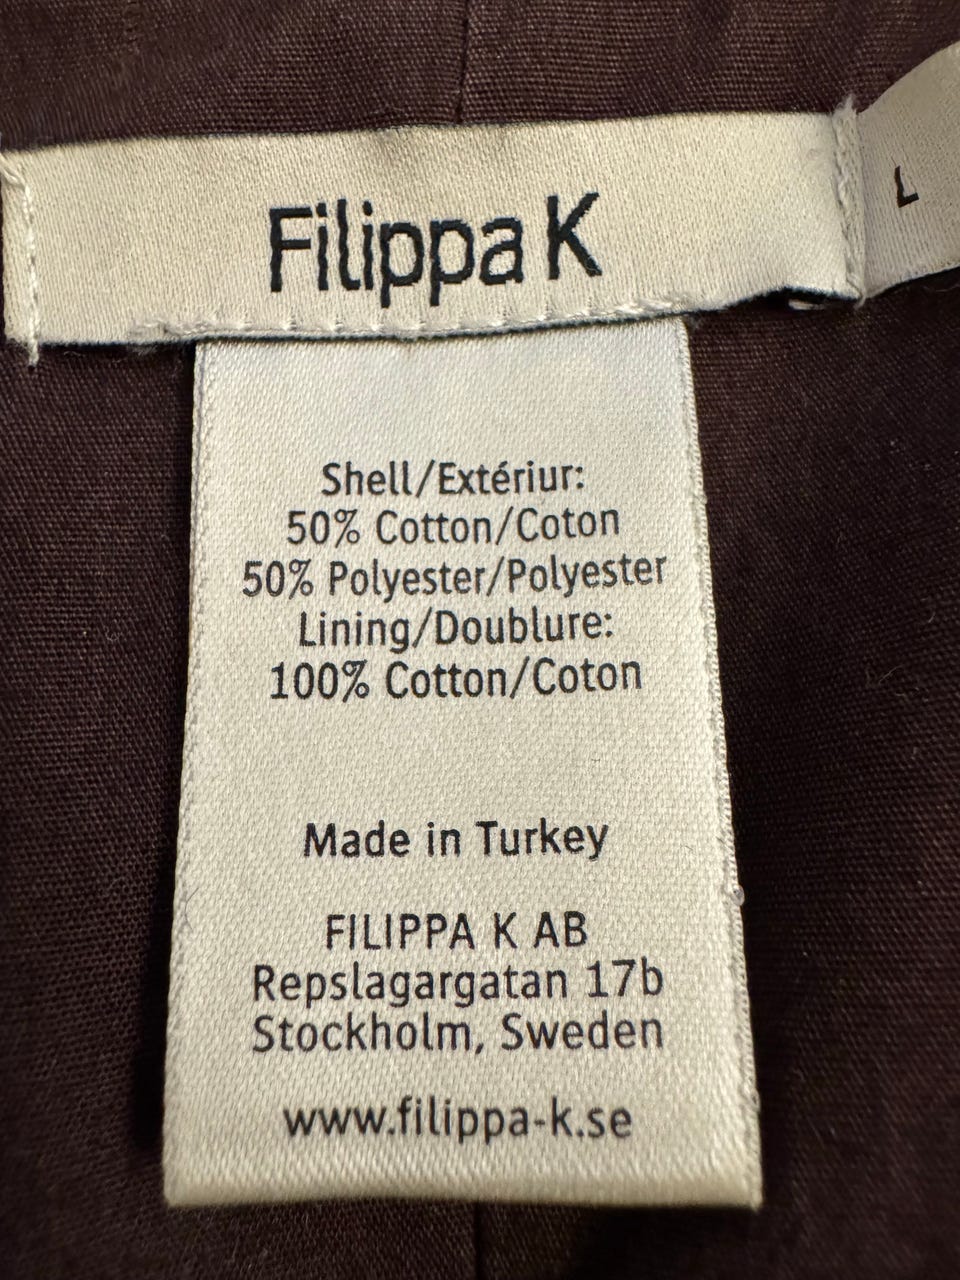 Filippa K
L
Shell/Extériur:
50% Cotton/Coton
50% Polyester/Polyester
Lining/Doublure:
100% Cotton/Coton
Made in Turkey
FILIPPA K AB
Repslagargatan 17b
Stockholm, Sweden
www.filippa-k.se